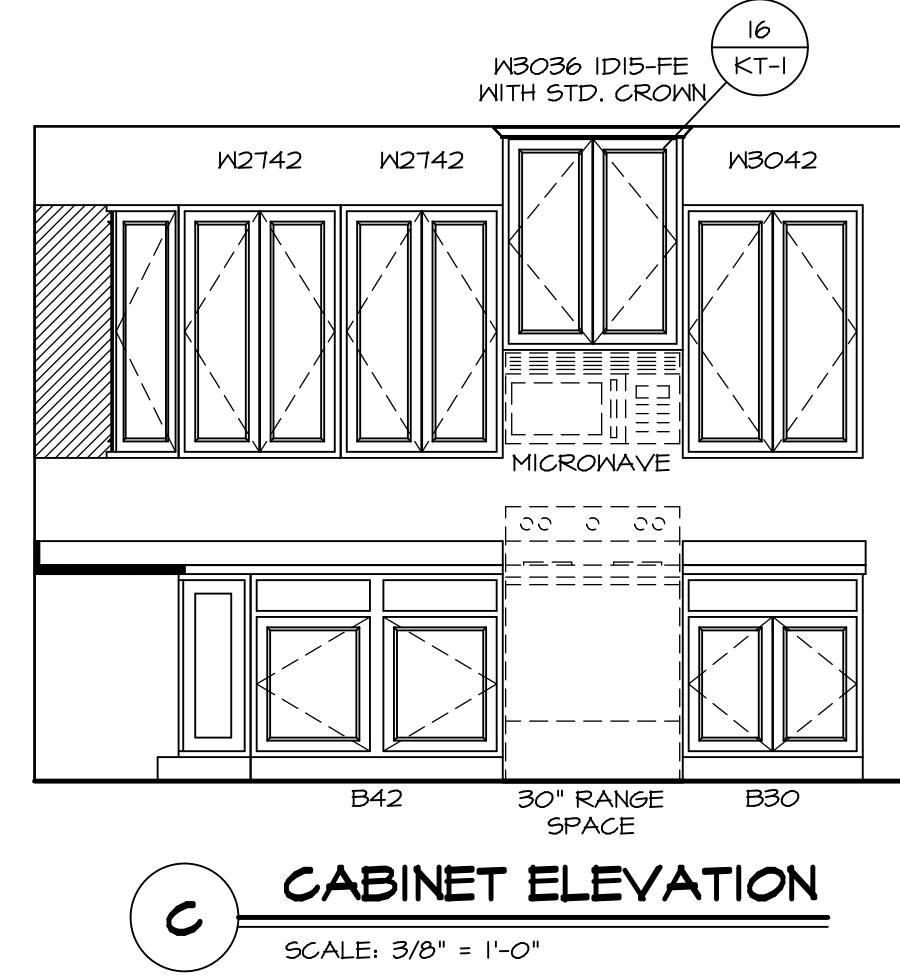 16
KT-1
W3036 1D15-FE
WITH STD. CROWN
W2742
W2742
W3042
MICROWAVE
B42
30" RANGE
SPACE
B30
C
CABINET ELEVATION
SCALE: 3/8" = 1'-0"